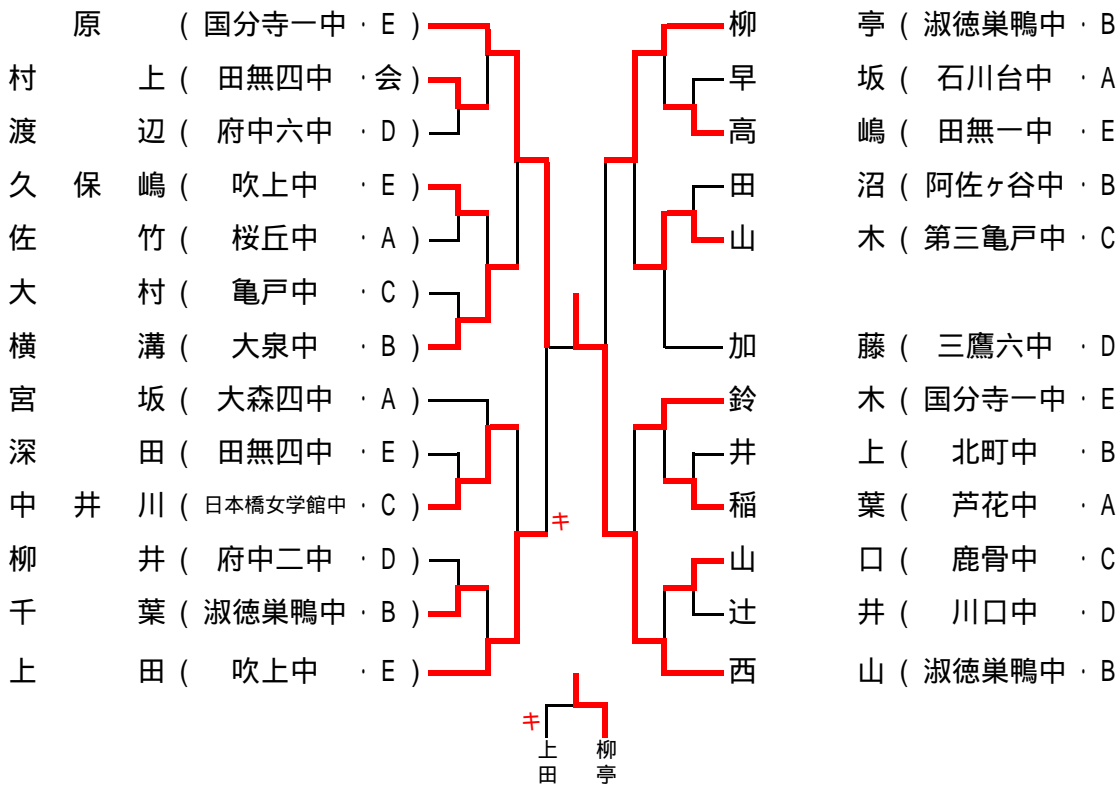 原 ( 国分寺一中 · E )
村上 ( 田無四中 · 会 )
渡辺 ( 府中六中 · D )
久保嶋 ( 吹上中 · E )
佐竹 ( 桜丘中 · A )
大村 ( 亀戸中 · C )
横溝 ( 大泉中 · B )
宮坂 ( 大森四中 · A )
深田 ( 田無四中 · E )
中井川 ( 日本橋女学館中 · C )
柳井 ( 府中二中 · D )
千葉 ( 淑徳巣鴨中 · B )
上田 ( 吹上中 · E )
キ
柳亭 ( 淑徳巣鴨中 · B
早坂 ( 石川台中 · A
高嶋 ( 田無一中 · E
田沼 ( 阿佐ヶ谷中 · B
山木 ( 第三亀戸中 · C
加藤 ( 三鷹六中 · D
鈴木 ( 国分寺一中 · E
井上 ( 北町中 · B
稲葉 ( 芦花中 · A
山口 ( 鹿骨中 · C
辻井 ( 川口中 · D
西山 ( 淑徳巣鴨中 · B
キ
上田
柳亭